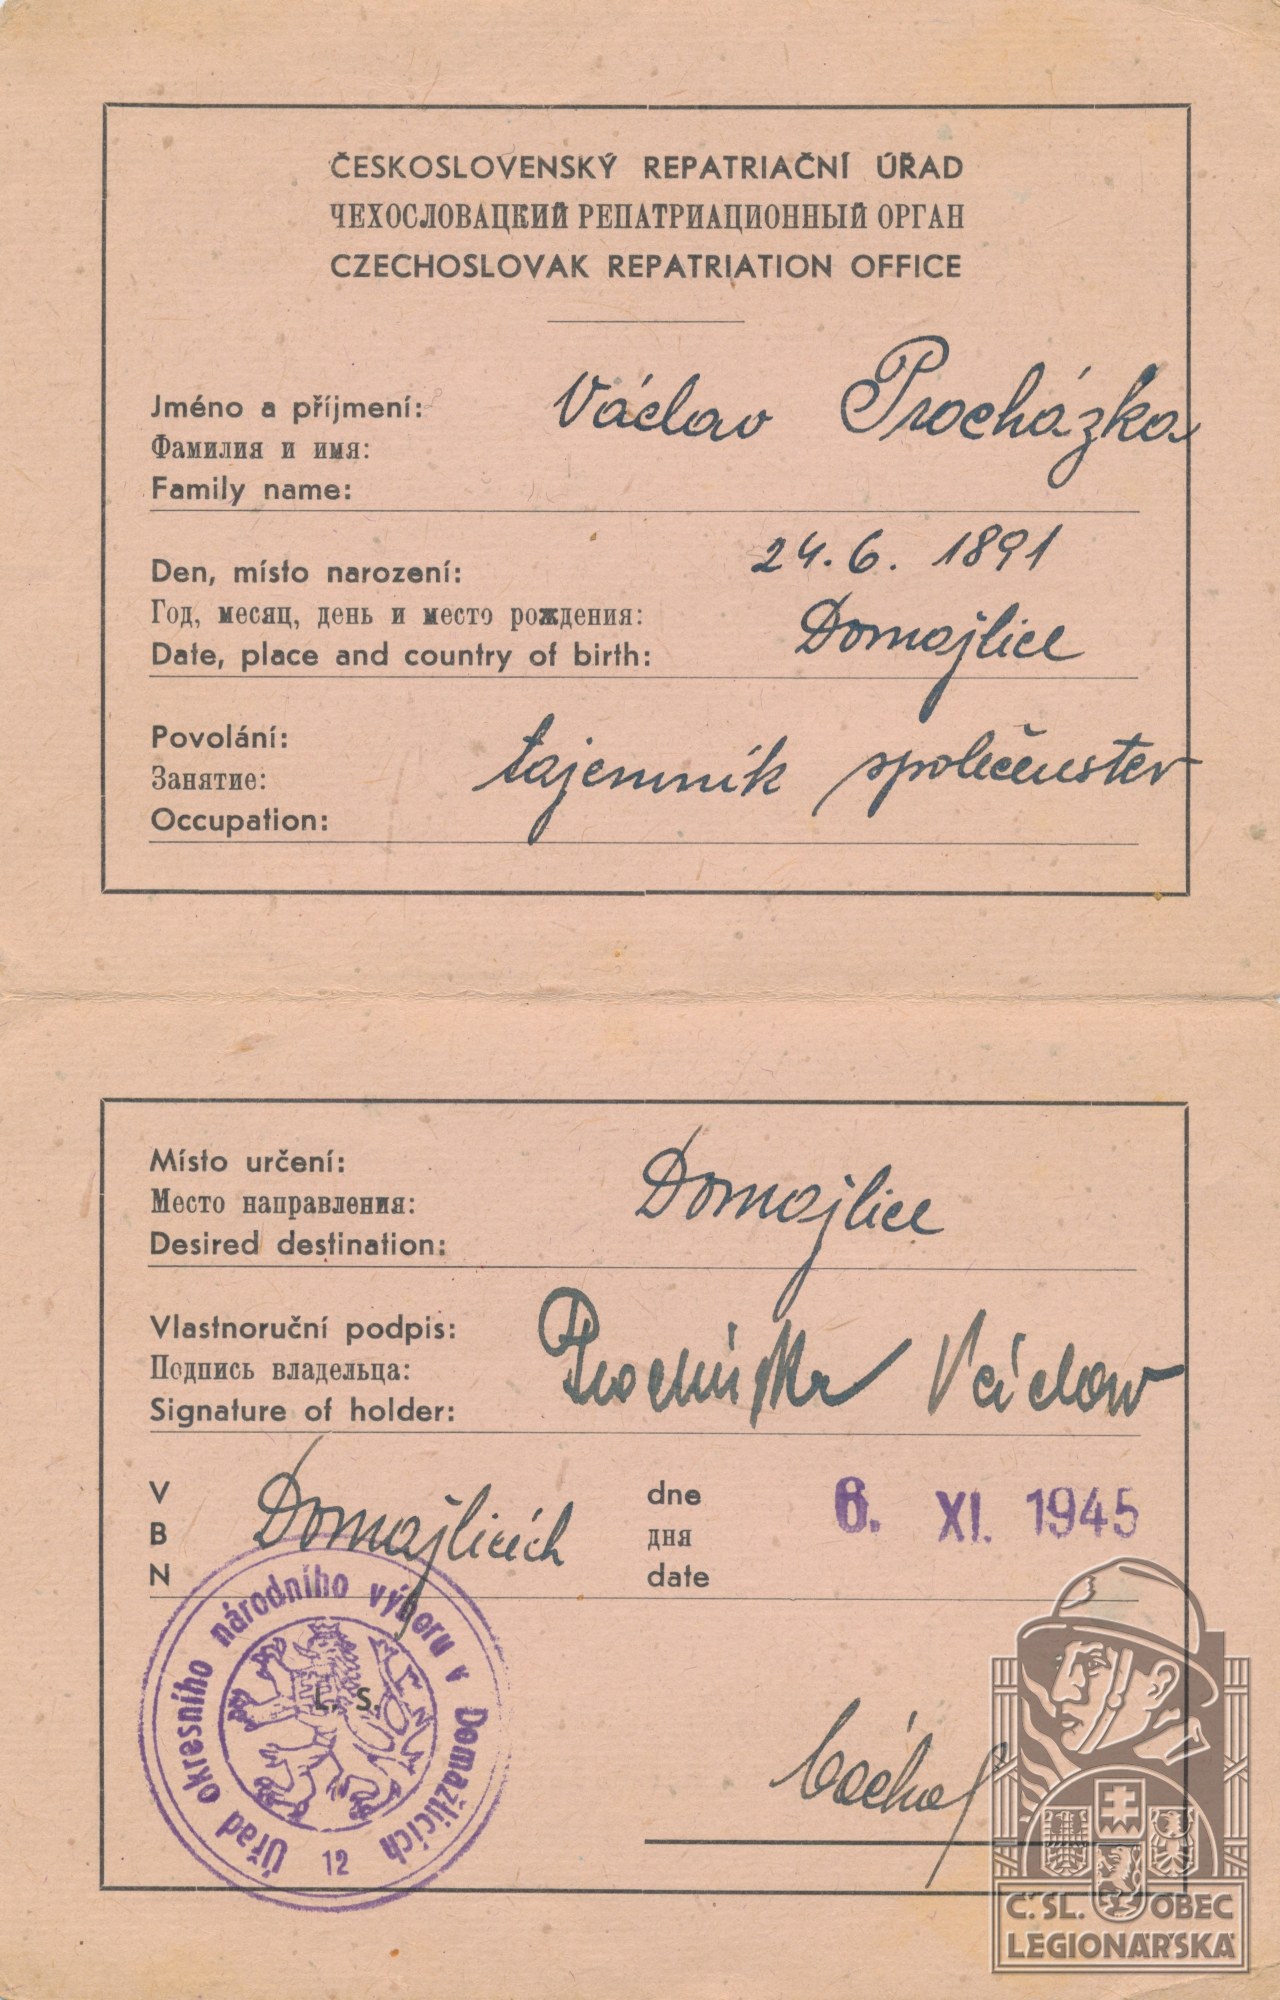 ČESKOSLOVENSKÝ REPATRIAČNÍ ÚŘAD
ЧЕХОСЛОВАЦКИЙ РЕПАТРИАЦИОННЫЙ ОРГАН
CZECHOSLOVAK REPATRIATION OFFICE
Jméno a příjmení: Václav Procházka
Фамилия и имя:
Family name:
Den, místo narození: 24. 6. 1891
Год, месяц, день и место рождения: Domažlice
Date, place and country of birth:
Povolání: tajemník společenstev
Занятие:
Occupation:
Místo určení: Domažlice
Место направления:
Desired destination:
Vlastnoruční podpis: Procházka Václav
Подпись владельца:
Signature of holder:
V Domažlicích dne 6. XI. 1945
В дня
N date
Úřad okresního národního výboru v Domažlicích
L. S.
12
Č. SL. OBEC
LEGIONÁŘSKÁ